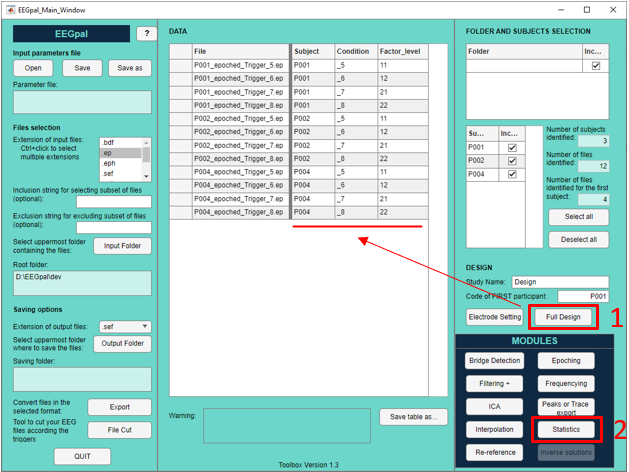 EEGpal_Main_Window
EEGpal
?
Input parameters file
Open Save Save as
Parameter file:
Files selection
Extension of input files:
Ctrl+click to select
multiple extensions
.bdf
.ep
.eph
.sef
Inclusion string for selecting subset of files
(optional):
Exclusion string for excluding subset of files
(optional):
Select uppermost folder
containing the files:
Input Folder
Root folder:
D:\EEGpal\dev
Saving options
Extension of output files:
.sef
Select uppermost folder
where to save the files:
Output Folder
Saving folder:
Convert files in the
selected format:
Export
Tool to cut your EEG
files according the
triggers
File Cut
QUIT
DATA
File Subject Condition Factor_level
P001_epoched_Trigger_5.ep P001 _5 11
P001_epoched_Trigger_6.ep P001 _6 12
P001_epoched_Trigger_7.ep P001 _7 21
P001_epoched_Trigger_8.ep P001 _8 22
P002_epoched_Trigger_5.ep P002 _5 11
P002_epoched_Trigger_6.ep P002 _6 12
P002_epoched_Trigger_7.ep P002 _7 21
P002_epoched_Trigger_8.ep P002 _8 22
P004_epoched_Trigger_5.ep P004 _5 11
P004_epoched_Trigger_6.ep P004 _6 12
P004_epoched_Trigger_7.ep P004 _7 21
P004_epoched_Trigger_8.ep P004 _8 22
Warning:
Save table as...
Toolbox Version 1.3
FOLDER AND SUBJECTS SELECTION
Folder Inc...
Su... Inc...
P001
P002
P004
Number of subjects
identified:
3
Number of files
identified:
12
Number of files
identified for the first
subject:
4
Select all
Deselect all
DESIGN
Study Name: Design
Code of FIRST participant: P001
Electrode Setting Full Design
1
MODULES
Bridge Detection Epoching
Filtering + Frequencying
ICA Peaks or Trace
export
Interpolation Statistics
2
Re-reference Inverse solutions